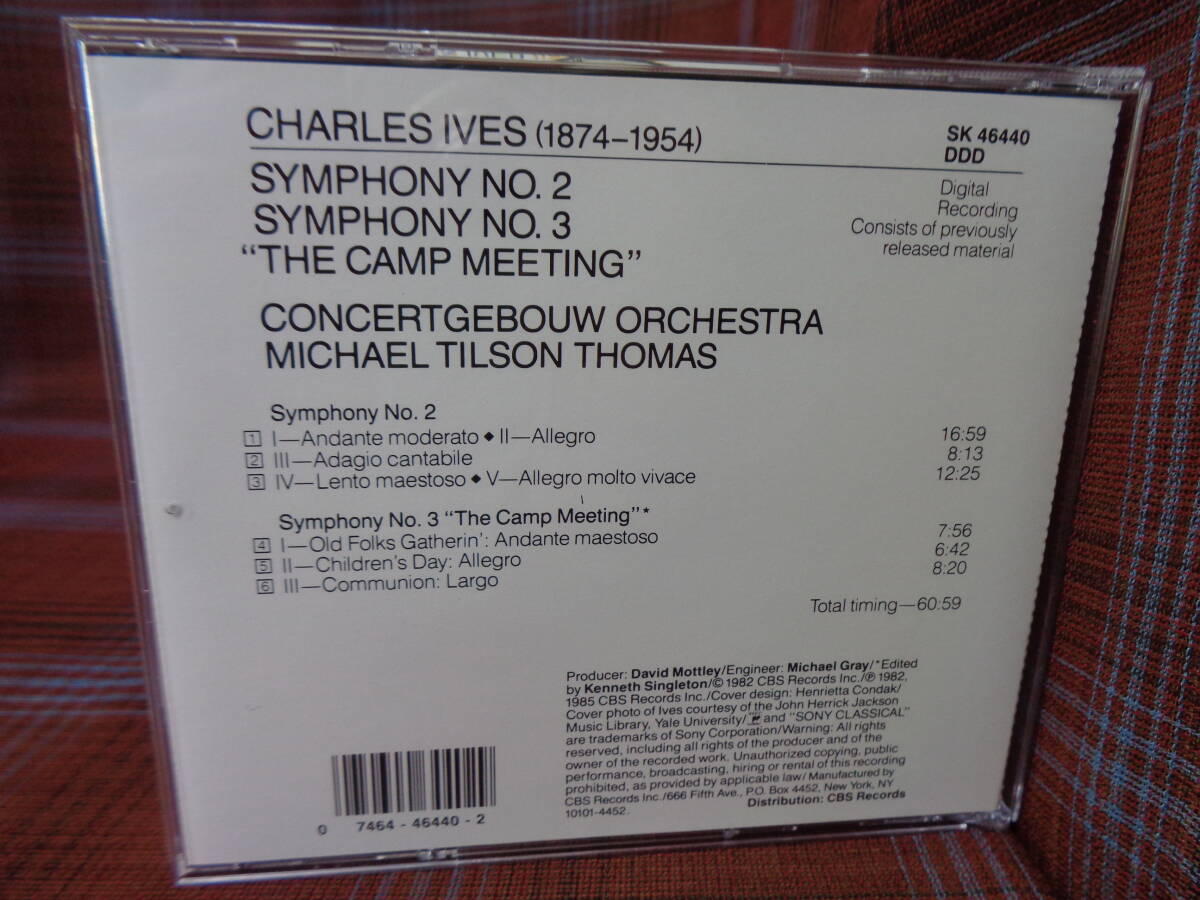 CHARLES IVES (1874–1954)
SK 46440
DDD
SYMPHONY NO. 2
SYMPHONY NO. 3
“THE CAMP MEETING”
Digital
Recording
Consists of previously
released material
CONCERTGEBOUW ORCHESTRA
MICHAEL TILSON THOMAS
Symphony No. 2
1 I—Andante moderato ◆ II—Allegro 16:59
2 III—Adagio cantabile 8:13
3 IV—Lento maestoso ◆ V—Allegro molto vivace 12:25
Symphony No. 3 “The Camp Meeting”*
4 I—Old Folks Gatherin’: Andante maestoso 7:56
5 II—Children’s Day: Allegro 6:42
6 III—Communion: Largo 8:20
Total timing—60:59
Producer: David Mottley/Engineer: Michael Gray/*Edited
by Kenneth Singleton/© 1982 CBS Records Inc./℗ 1982,
1985 CBS Records Inc./Cover design: Henrietta Condak/
Cover photo of Ives courtesy of the John Herrick Jackson
Music Library, Yale University/ and “SONY CLASSICAL”
are trademarks of Sony Corporation/Warning: All rights
reserved, including all rights of the producer and of the
owner of the recorded work. Unauthorized copying, public
performance, broadcasting, hiring or rental of this recording
prohibited, as provided by applicable law/Manufactured by
CBS Records Inc./666 Fifth Ave., P.O. Box 4452, New York, NY
10101-4452. Distribution: CBS Records
0 7464 - 46440 - 2